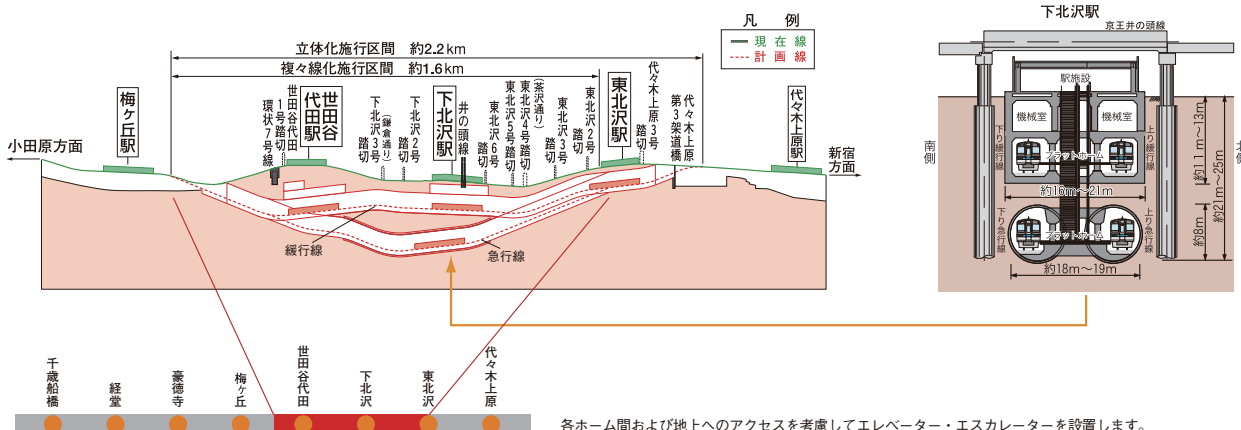 凡例
現在線
計画線
立体化施行区間 約2.2km
複々線化施行区間 約1.6km
小田原方面
梅ヶ丘駅
環状7号線
世田谷代田1号踏切
世田谷代田駅
下北沢3号踏切
(鎌倉通り)
下北沢2号踏切
下北沢駅
井の頭線
東北沢6号踏切
東北沢5号踏切
東北沢4号踏切
(茶沢通り)
東北沢3号踏切
東北沢2号踏切
東北沢駅
代々木上原3号踏切
代々木上原第3架道橋
代々木上原駅
新宿方面
緩行線
急行線
下北沢駅
京王井の頭線
駅施設
機械室
機械室
南側
北側
下り緩行線
上り緩行線
プラットホーム
約16m〜21m
下り急行線
上り急行線
プラットホーム
約18m〜19m
約11m〜13m
約8m
約21m〜25m
千歳船橋
経堂
豪徳寺
梅ヶ丘
世田谷代田
下北沢
東北沢
代々木上原
各ホーム間および地上へのアクセスを考慮してエレベーター・エスカレーターを設置します。